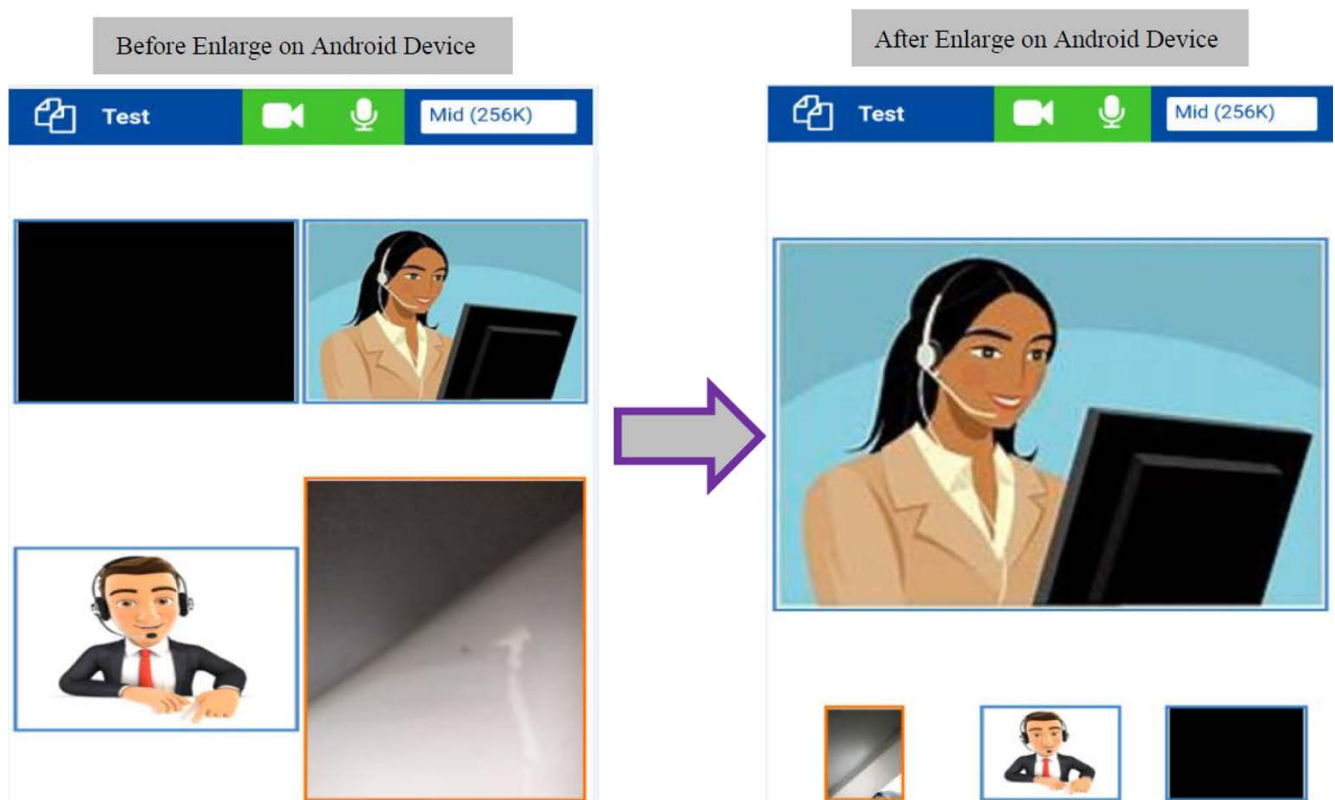 Before Enlarge on Android Device
After Enlarge on Android Device
Test
Mid (256K)
Test
Mid (256K)